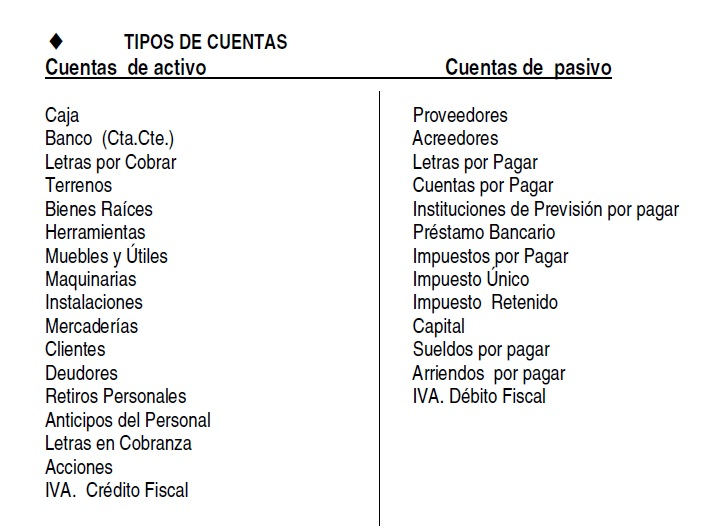 ♦ TIPOS DE CUENTAS
Cuentas de activo
Caja
Banco (Cta.Cte.)
Letras por Cobrar
Terrenos
Bienes Raíces
Herramientas
Muebles y Útiles
Maquinarias
Instalaciones
Mercaderías
Clientes
Deudores
Retiros Personales
Anticipos del Personal
Letras en Cobranza
Acciones
IVA. Crédito Fiscal
Cuentas de pasivo
Proveedores
Acreedores
Letras por Pagar
Cuentas por Pagar
Instituciones de Previsión por pagar
Préstamo Bancario
Impuestos por Pagar
Impuesto Único
Impuesto Retenido
Capital
Sueldos por pagar
Arriendos por pagar
IVA. Débito Fiscal